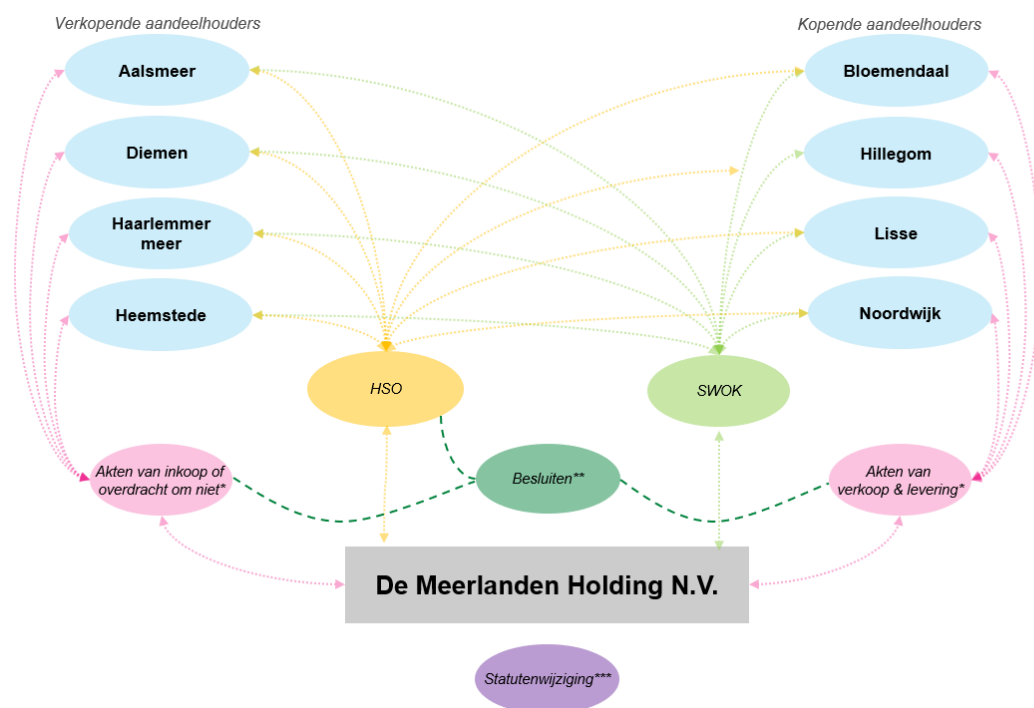 Verkopende aandeelhouders
Kopende aandeelhouders
Aalsmeer
Bloemendaal
Diemen
Hillegom
Haarlemmer
meer
Lisse
Heemstede
Noordwijk
HSO
SWOK
Akten van inkoop of
overdracht om niet*
Besluiten**
Akten van
verkoop & levering*
De Meerlanden Holding N.V.
Statutenwijziging***